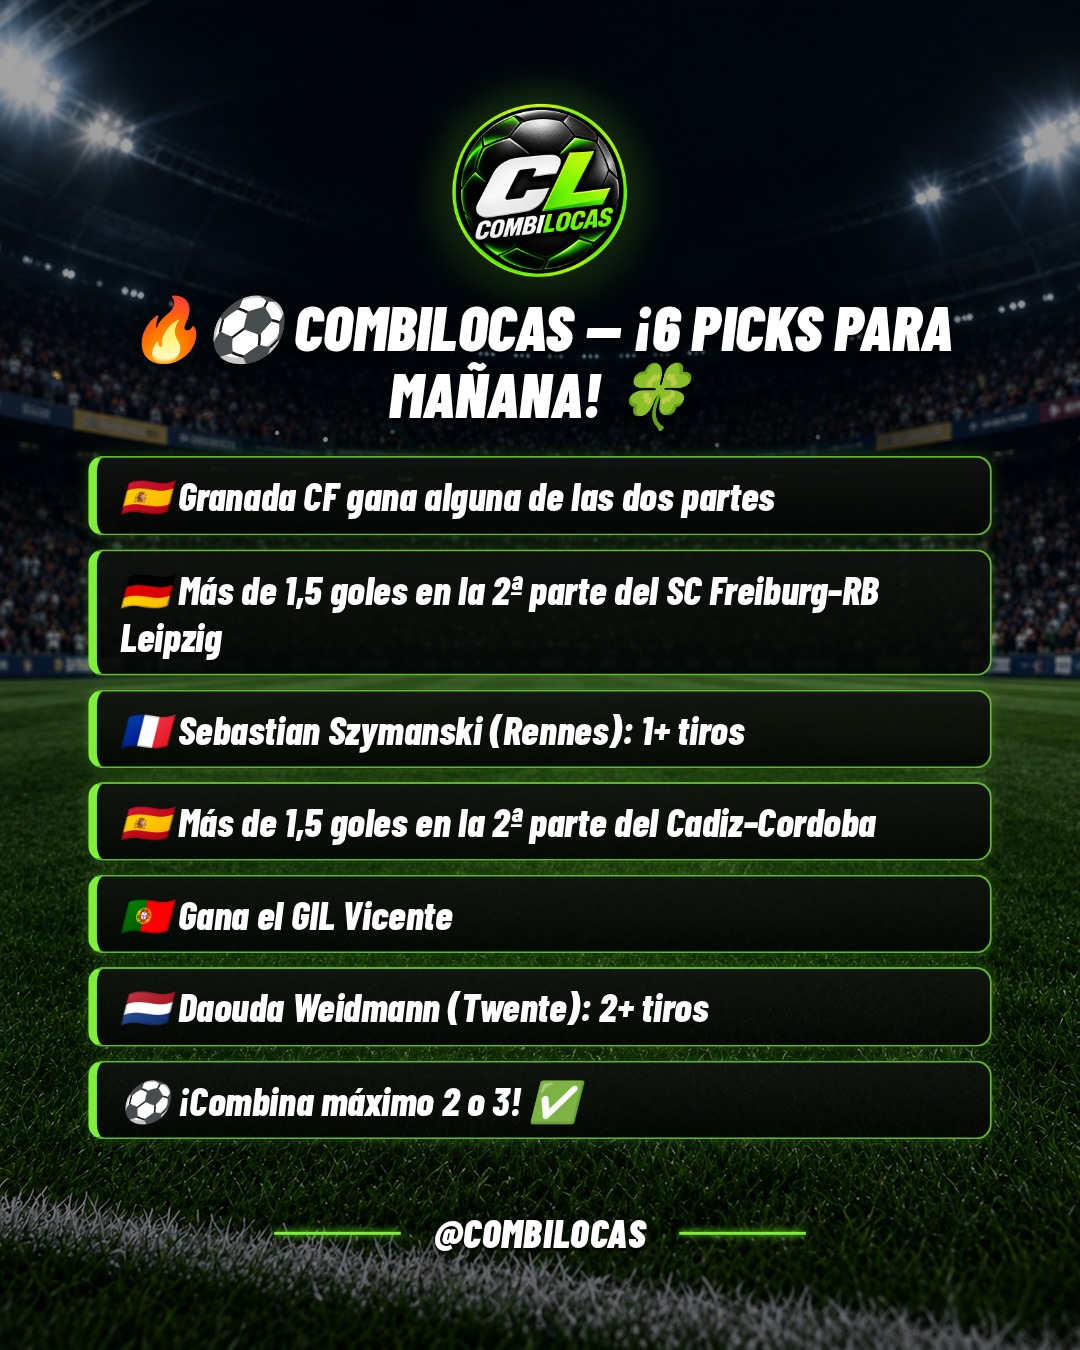 CL
COMBILOCAS
🔥⚽ COMBILOCAS – ¡6 PICKS PARA
MAÑANA! 🍀
🇪🇸 Granada CF gana alguna de las dos partes
🇩🇪 Más de 1,5 goles en la 2ª parte del SC Freiburg-RB
Leipzig
🇫🇷 Sebastian Szymanski (Rennes): 1+ tiros
🇪🇸 Más de 1,5 goles en la 2ª parte del Cadiz-Cordoba
🇵🇹 Gana el GIL Vicente
🇳🇱 Daouda Weidmann (Twente): 2+ tiros
⚽ ¡Combina máximo 2 o 3! ✅
@COMBILOCAS